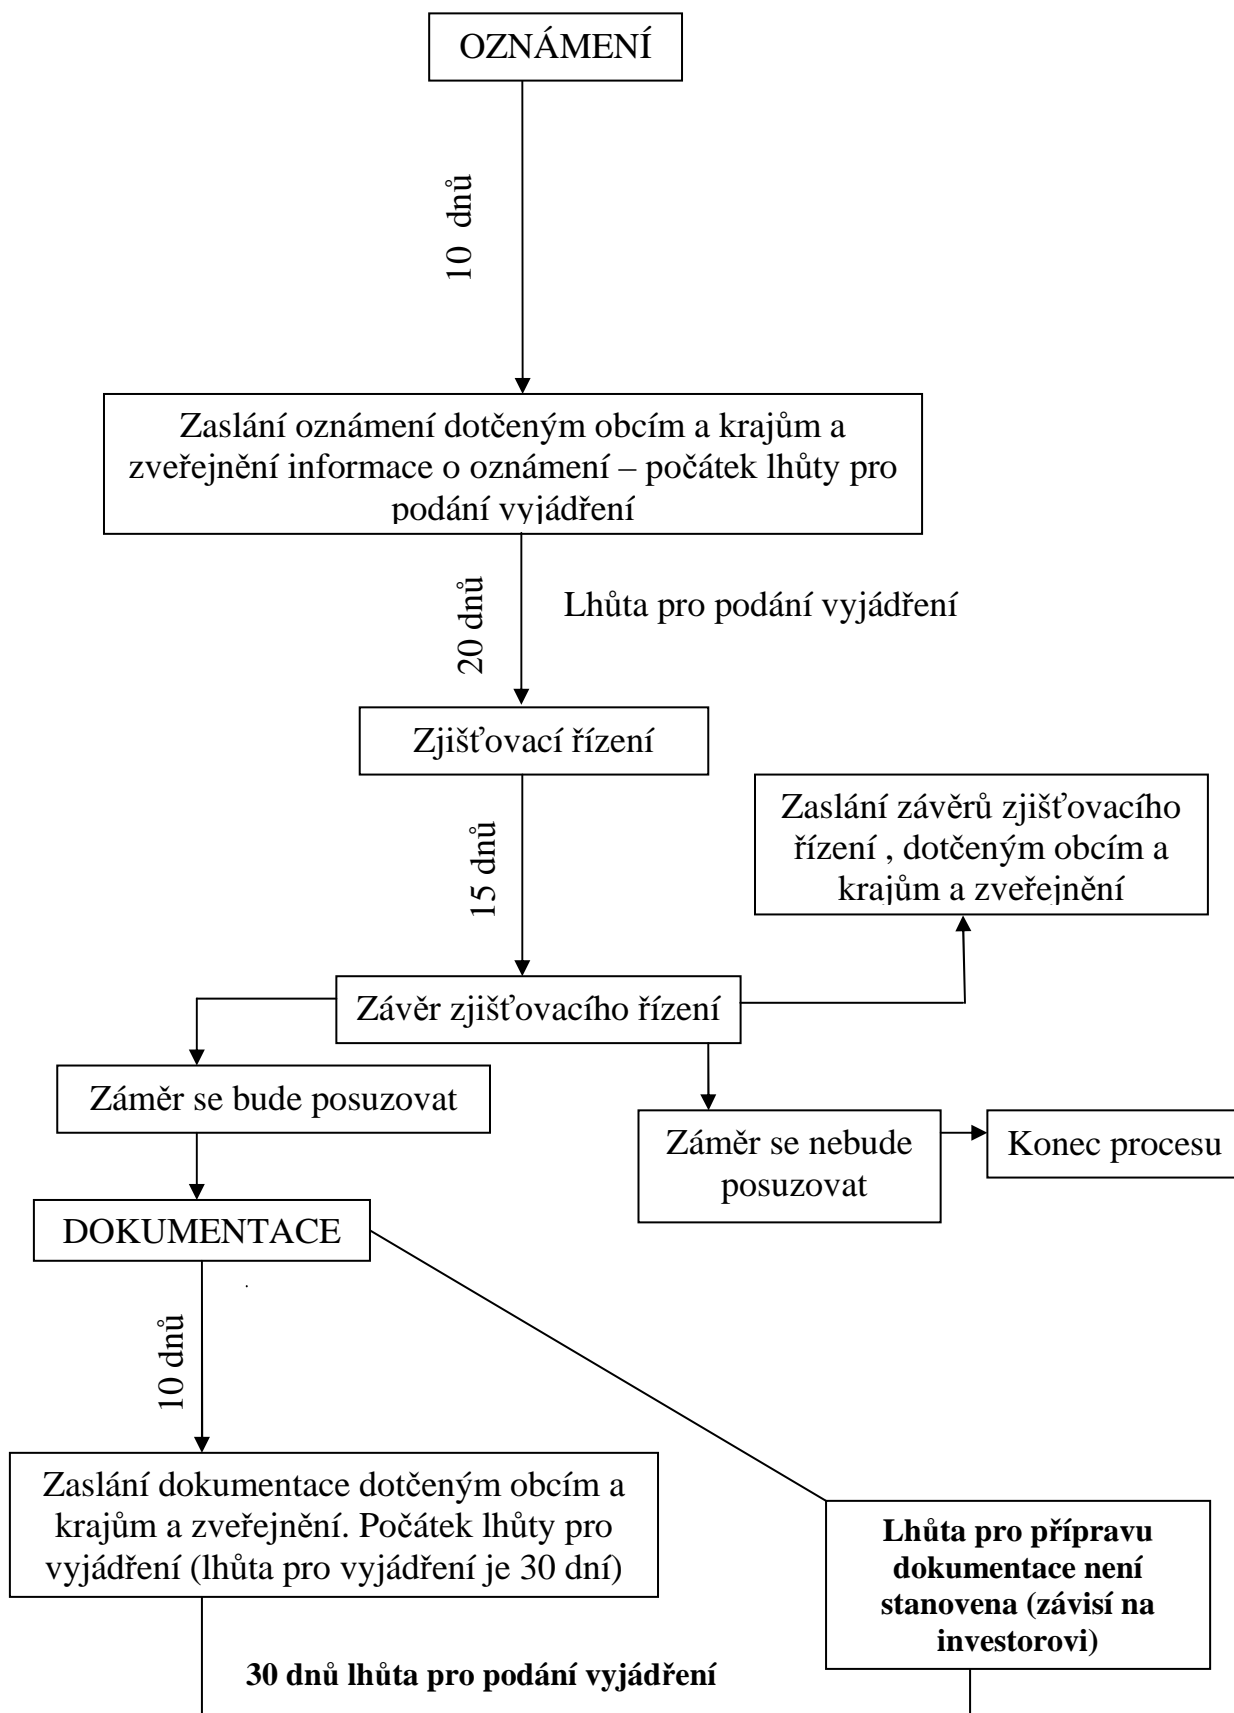 OZNÁMENÍ
10 dnů
Zaslání oznámení dotčeným obcím a krajům a
zveřejnění informace o oznámení – počátek lhůty pro
podání vyjádření
20 dnů
Lhůta pro podání vyjádření
Zjišťovací řízení
15 dnů
Zaslání závěrů zjišťovacího
řízení , dotčeným obcím a
krajům a zveřejnění
Závěr zjišťovacího řízení
Záměr se bude posuzovat
Záměr se nebude
posuzovat
Konec procesu
DOKUMENTACE
10 dnů
Zaslání dokumentace dotčeným obcím a
krajům a zveřejnění. Počátek lhůty pro
vyjádření (lhůta pro vyjádření je 30 dní)
Lhůta pro přípravu
dokumentace není
stanovena (závisí na
investorovi)
30 dnů lhůta pro podání vyjádření